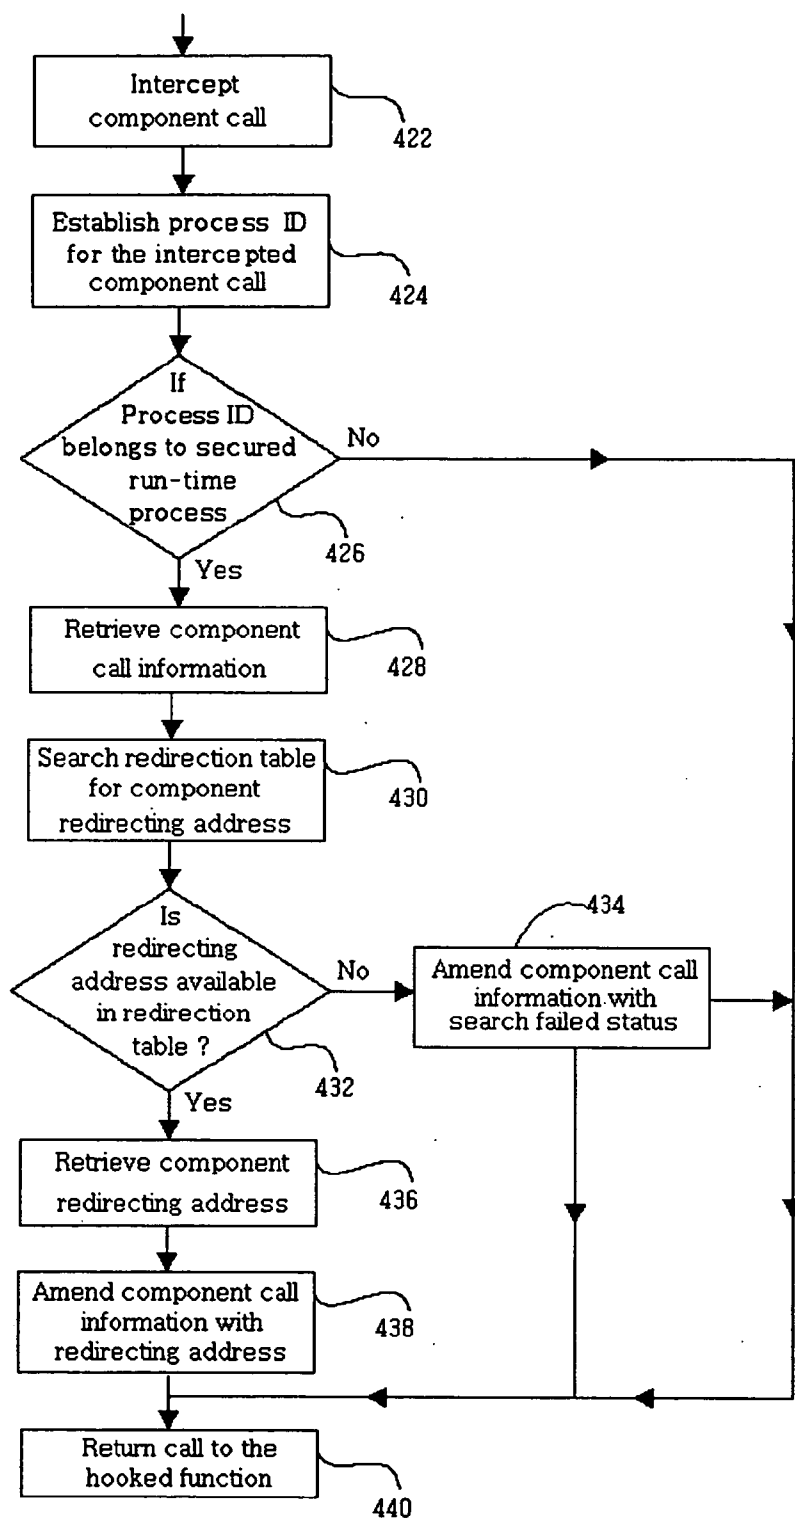 Intercept
component call
422
Establish process ID
for the intercepted
component call
424
If
Process ID
belongs to secured
run-time
process
No
426
Yes
Retrieve component
call information
428
Search redirection table
for component
redirecting address
430
Is
redirecting
address available
in redirection
table ?
No
432
434
Amend component call
information with
search failed status
Yes
Retrieve component
redirecting address
436
Amend component call
information with
redirecting address
438
Return call to the
hooked function
440